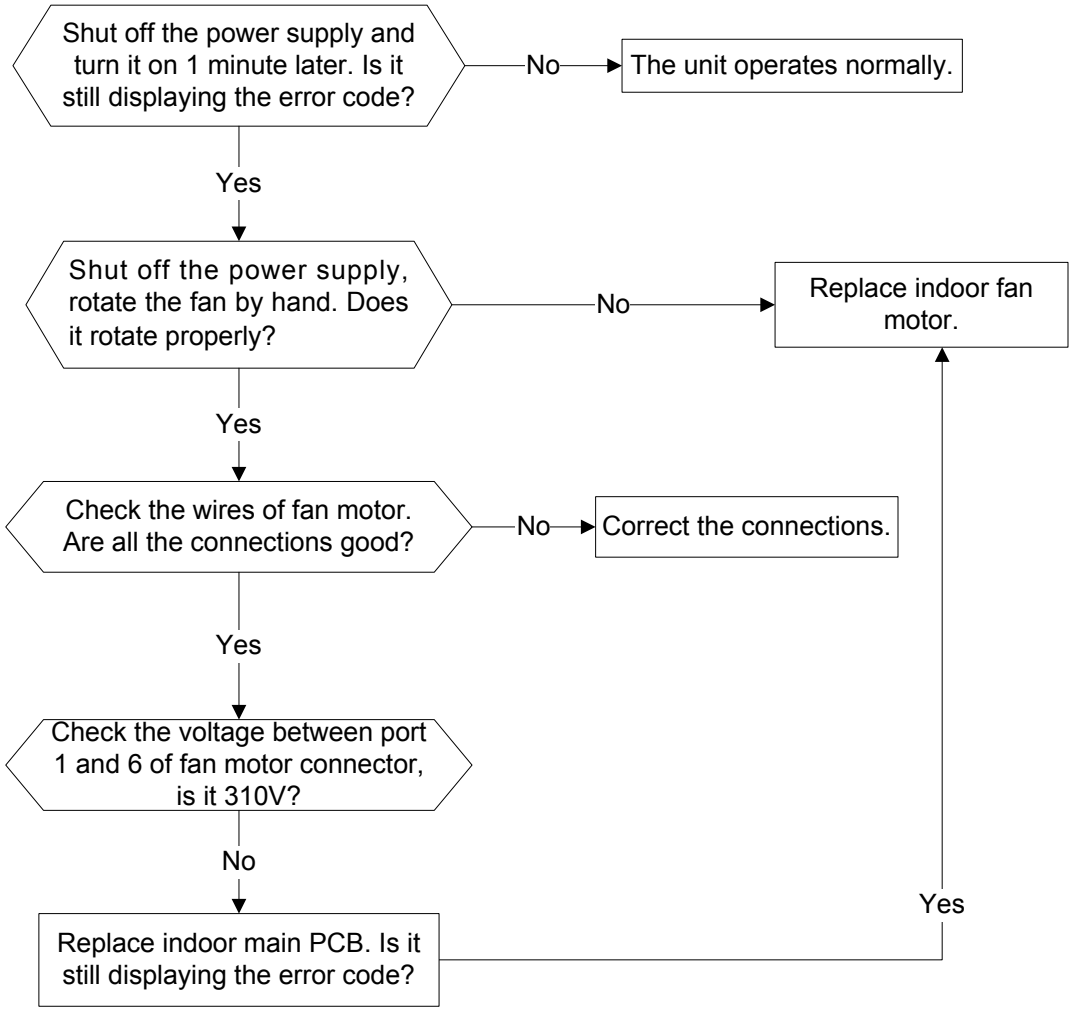 Shut off the power supply and
turn it on 1 minute later. Is it
still displaying the error code?
No
The unit operates normally.
Yes
Shut off the power supply,
rotate the fan by hand. Does
it rotate properly?
No
Replace indoor fan
motor.
Yes
Check the wires of fan motor.
Are all the connections good?
No
Correct the connections.
Yes
Check the voltage between port
1 and 6 of fan motor connector,
is it 310V?
No
Replace indoor main PCB. Is it
still displaying the error code?
Yes